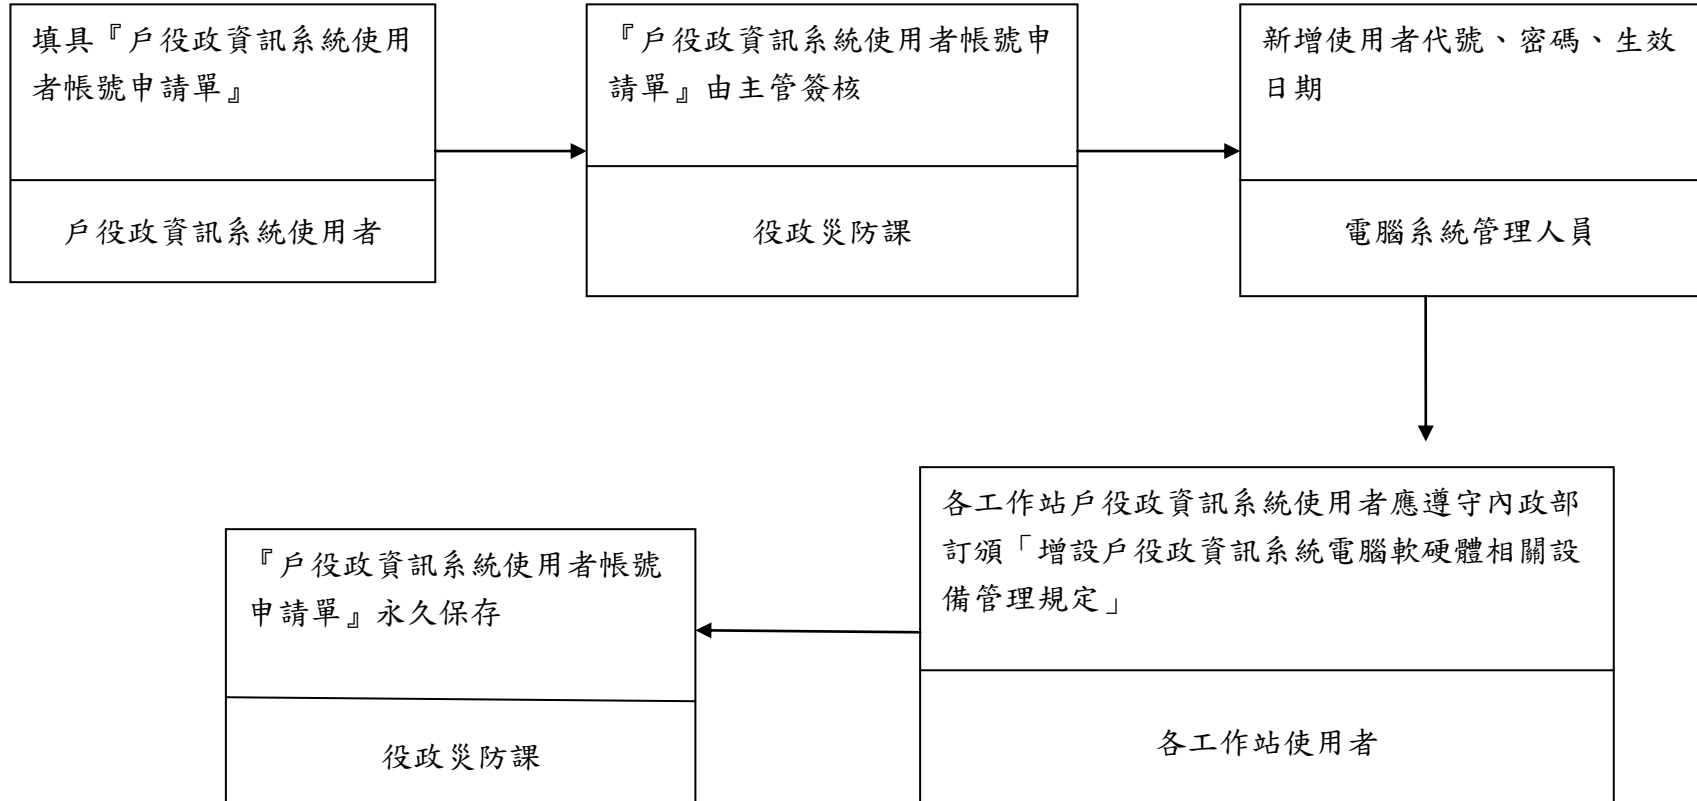 填具『戶役政資訊系統使用
者帳號申請單』
戶役政資訊系統使用者
『戶役政資訊系統使用者帳號申
請單』由主管簽核
役政災防課
新增使用者代號、密碼、生效
日期
電腦系統管理人員
各工作站戶役政資訊系統使用者應遵守內政部
訂頒「增設戶役政資訊系統電腦軟硬體相關設
備管理規定」
各工作站使用者
『戶役政資訊系統使用者帳號
申請單』永久保存
役政災防課